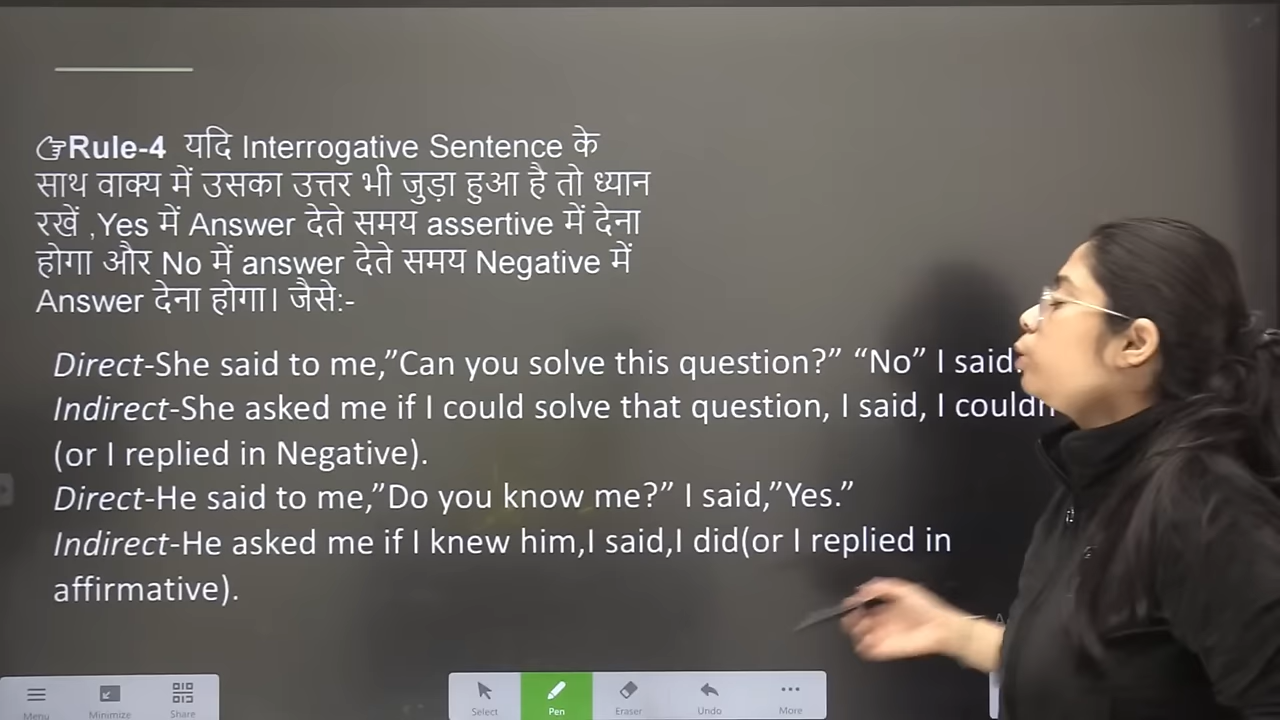 👉Rule-4 यदि Interrogative Sentence के
साथ वाक्य में उसका उत्तर भी जुड़ा हुआ है तो ध्यान
रखें ,Yes में Answer देते समय assertive में देना
होगा और No में answer देते समय Negative में
Answer देना होगा। जैसे:-
Direct-She said to me,”Can you solve this question?” “No” I said.
Indirect-She asked me if I could solve that question, I said, I couldn
(or I replied in Negative).
Direct-He said to me,”Do you know me?” I said,”Yes.”
Indirect-He asked me if I knew him,I said,I did(or I replied in
affirmative).
Menu Minimize Share Select Pen Eraser Undo More